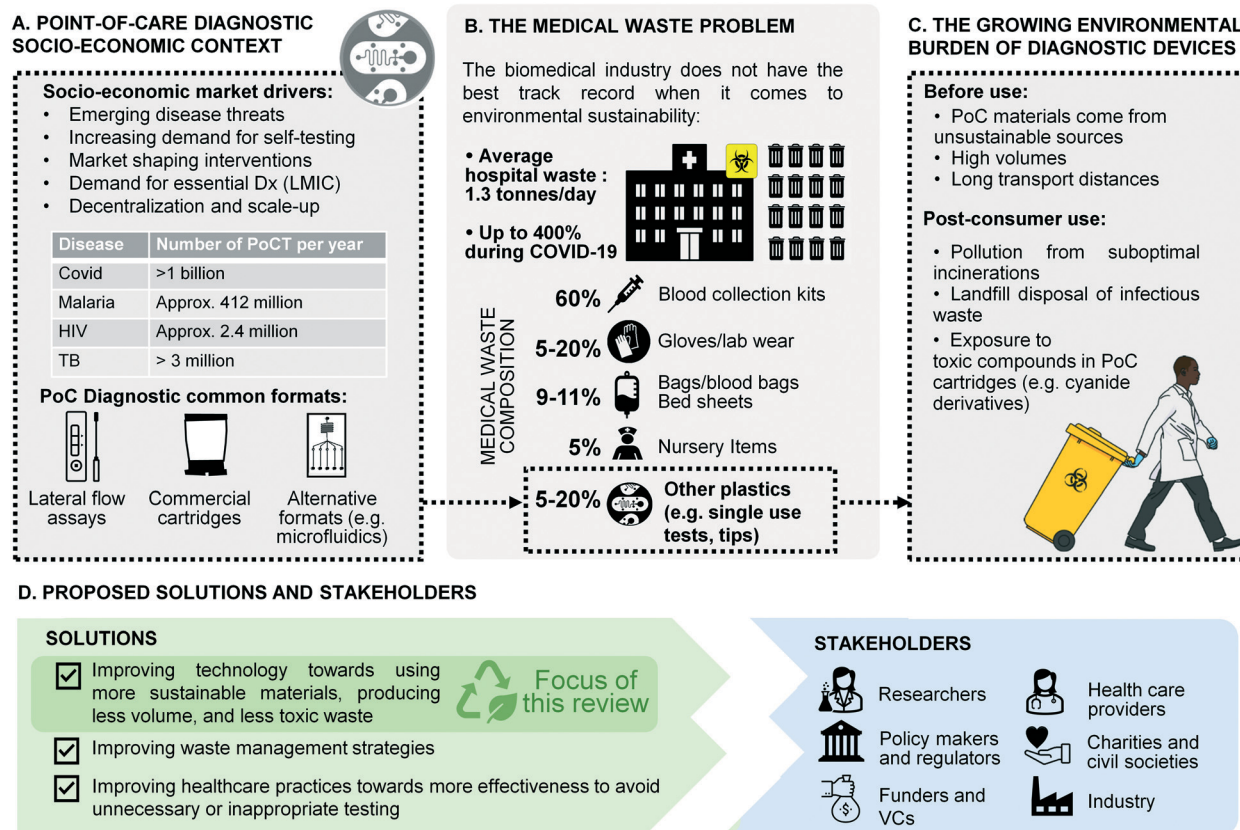 A. POINT-OF-CARE DIAGNOSTIC
SOCIO-ECONOMIC CONTEXT
Socio-economic market drivers:
• Emerging disease threats
• Increasing demand for self-testing
• Market shaping interventions
• Demand for essential Dx (LMIC)
• Decentralization and scale-up
Disease Number of PoCT per year
Covid >1 billion
Malaria Approx. 412 million
HIV Approx. 2.4 million
TB > 3 million
PoC Diagnostic common formats:
Lateral flow
assays
Commercial
cartridges
Alternative
formats (e.g.
microfluidics)
B. THE MEDICAL WASTE PROBLEM
The biomedical industry does not have the
best track record when it comes to
environmental sustainability:
• Average
hospital waste :
1.3 tonnes/day
• Up to 400%
during COVID-19
MEDICAL WASTE
COMPOSITION
60% Blood collection kits
5-20% Gloves/lab wear
9-11% Bags/blood bags
Bed sheets
5% Nursery Items
5-20% Other plastics
(e.g. single use
tests, tips)
C. THE GROWING ENVIRONMENTAL
BURDEN OF DIAGNOSTIC DEVICES
Before use:
• PoC materials come from
unsustainable sources
• High volumes
• Long transport distances
Post-consumer use:
• Pollution from suboptimal
incinerations
• Landfill disposal of infectious
waste
• Exposure to
toxic compounds in PoC
cartridges (e.g. cyanide
derivatives)
D. PROPOSED SOLUTIONS AND STAKEHOLDERS
SOLUTIONS
Improving technology towards using
more sustainable materials, producing
less volume, and less toxic waste
Focus of
this review
Improving waste management strategies
Improving healthcare practices towards more effectiveness to avoid
unnecessary or inappropriate testing
STAKEHOLDERS
Researchers
Policy makers
and regulators
Funders and
VCs
Health care
providers
Charities and
civil societies
Industry